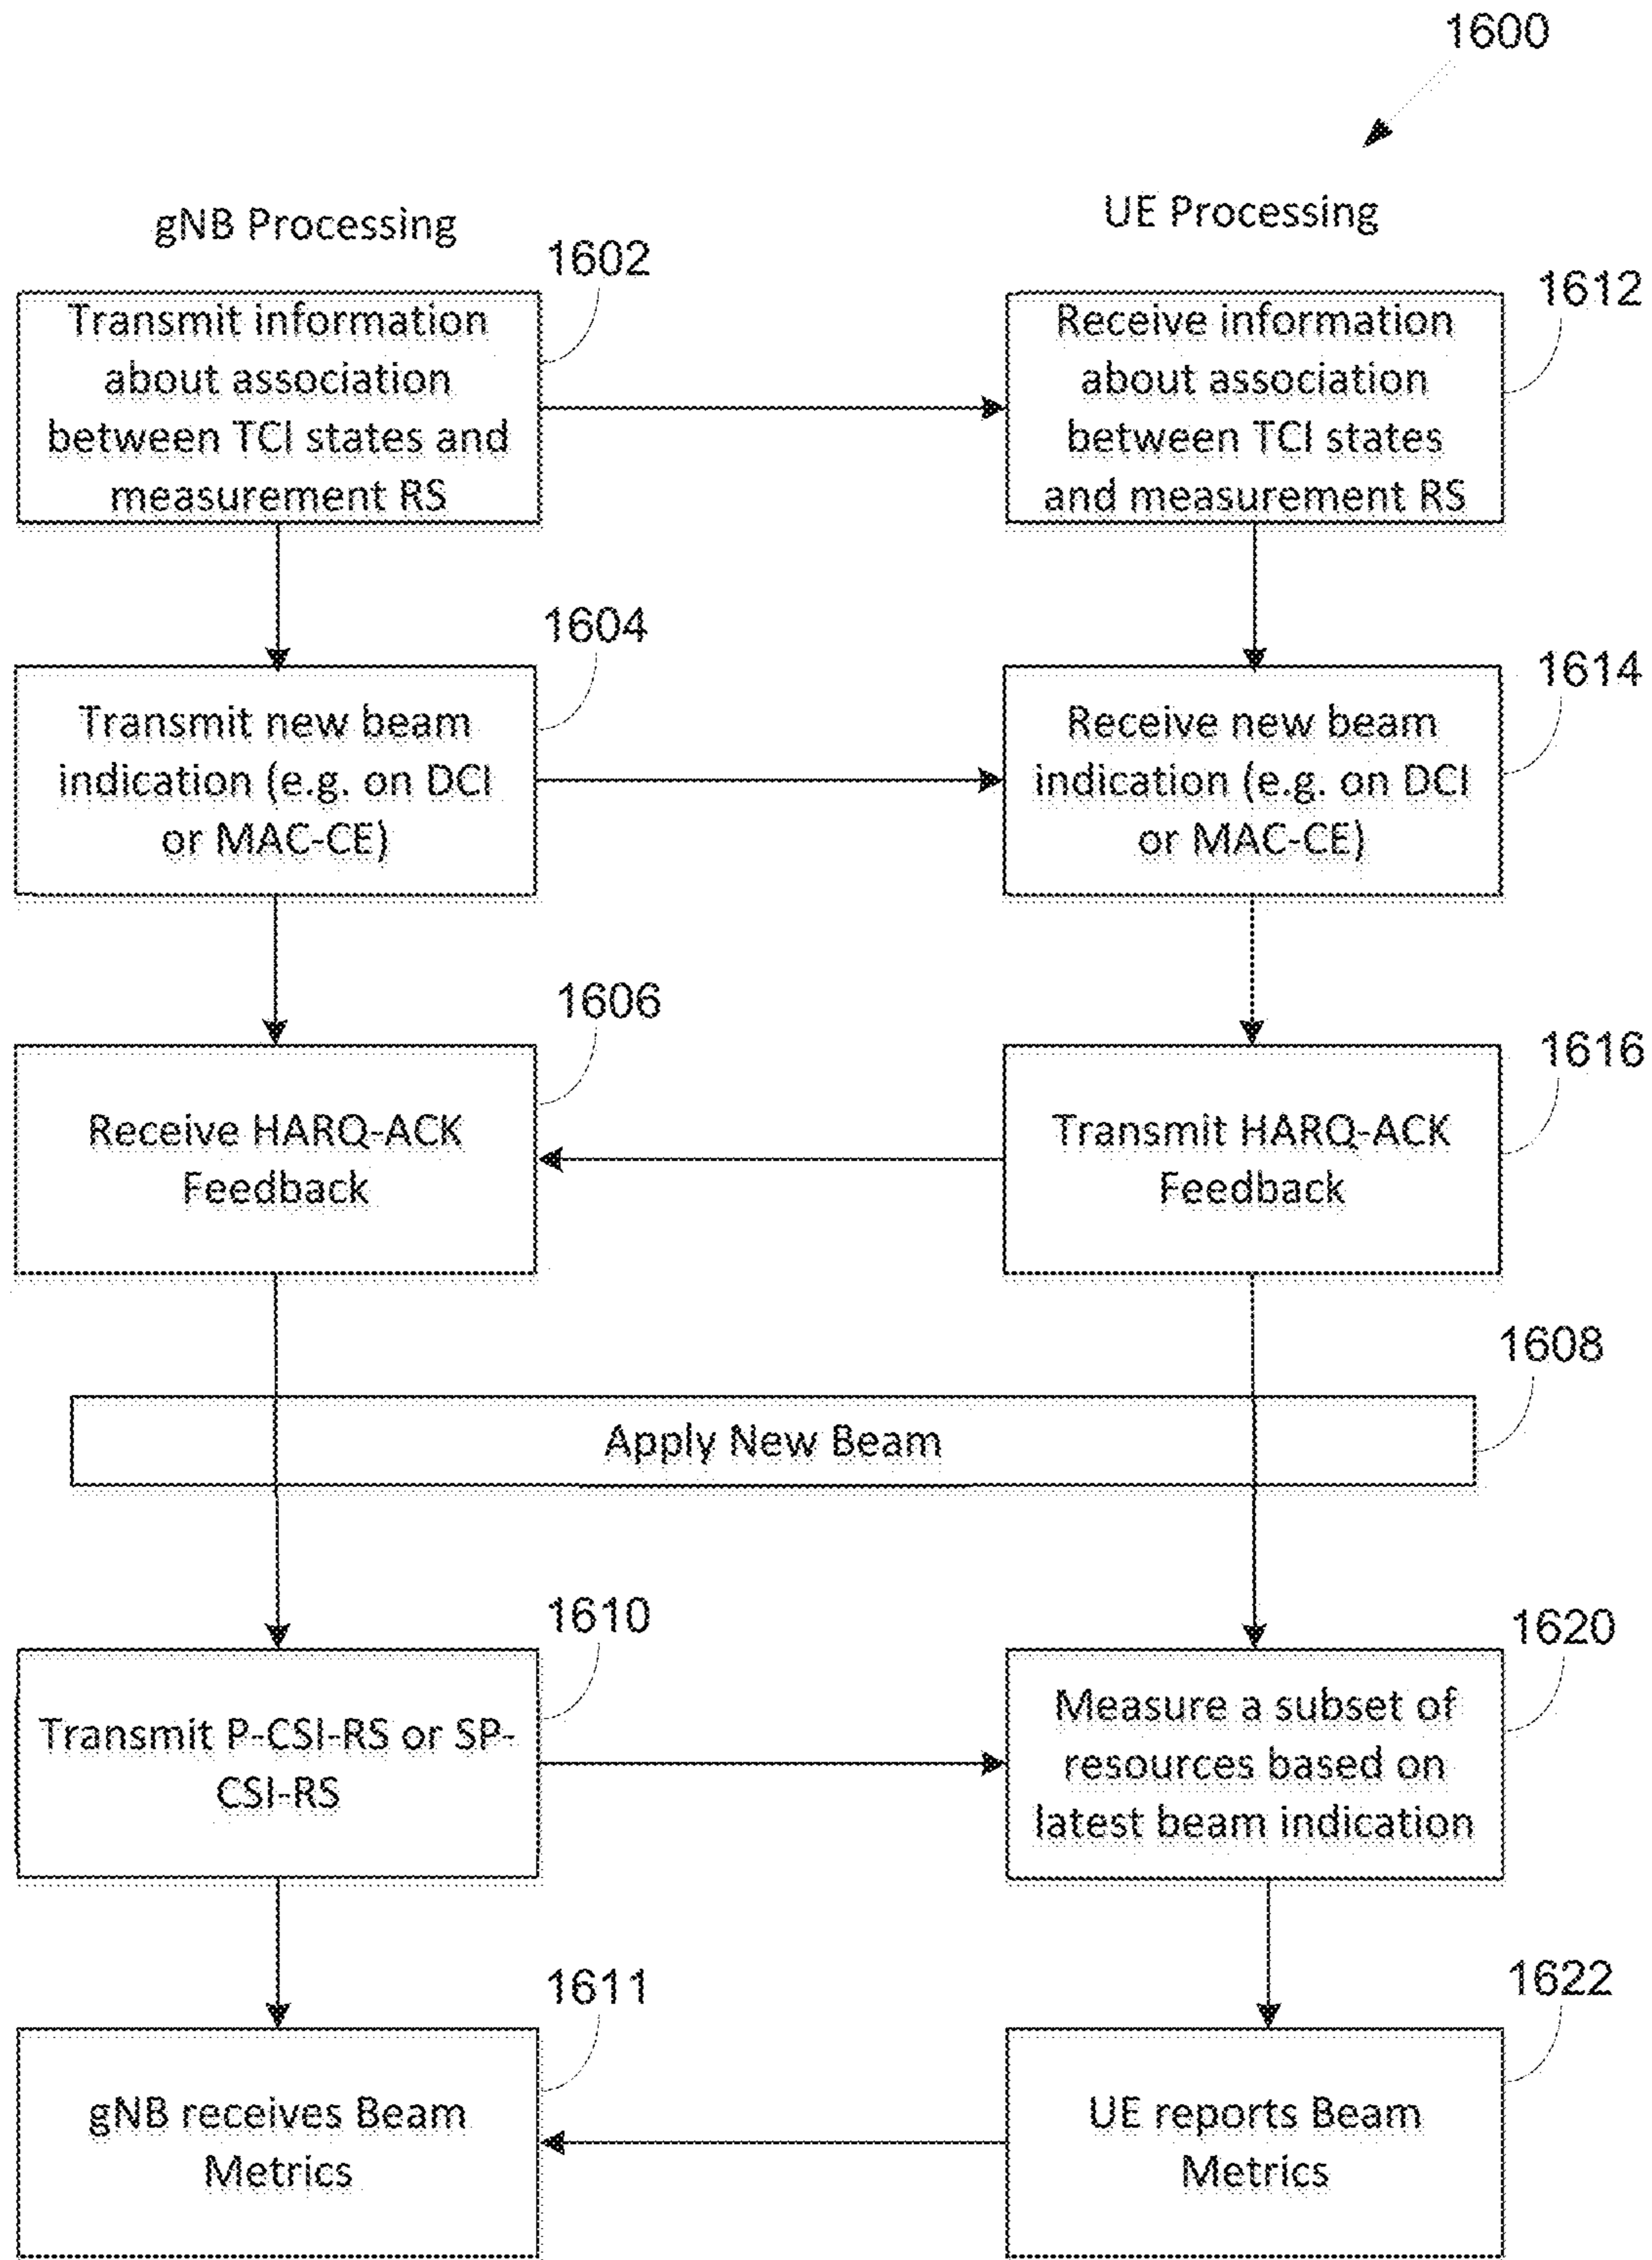 1600
gNB Processing
UE Processing
1602
Transmit information
about association
between TCI states and
measurement RS
1612
Receive information
about association
between TCI states
and measurement RS
1604
Transmit new beam
indication (e.g. on DCI
or MAC-CE)
1614
Receive new beam
indication (e.g. on DCI
or MAC-CE)
1606
Receive HARQ-ACK
Feedback
1616
Transmit HARQ-ACK
Feedback
1608
Apply New Beam
1610
Transmit P-CSI-RS or SP-
CSI-RS
1620
Measure a subset of
resources based on
latest beam indication
1611
gNB receives Beam
Metrics
1622
UE reports Beam
Metrics